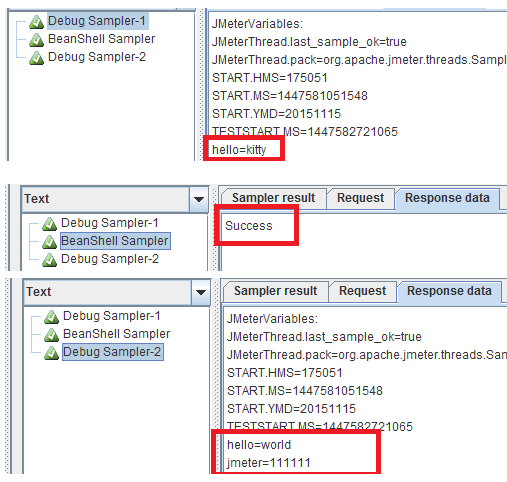 Debug Sampler-1
BeanShell Sampler
Debug Sampler-2
JMeterVariables:
JMeterThread.last_sample_ok=true
JMeterThread.pack=org.apache.jmeter.threads.Sampl
START.HMS=175051
START.MS=1447581051548
START.YMD=20151115
TESTSTART.MS=1447582721065
hello=kitty
Text
Debug Sampler-1
BeanShell Sampler
Debug Sampler-2
Sampler result Request Response data
Success
Text
Debug Sampler-1
BeanShell Sampler
Debug Sampler-2
Sampler result Request Response data
JMeterVariables:
JMeterThread.last_sample_ok=true
JMeterThread.pack=org.apache.jmeter.threads.Sam
START.HMS=175051
START.MS=1447581051548
START.YMD=20151115
TESTSTART.MS=1447582721065
hello=world
jmeter=111111